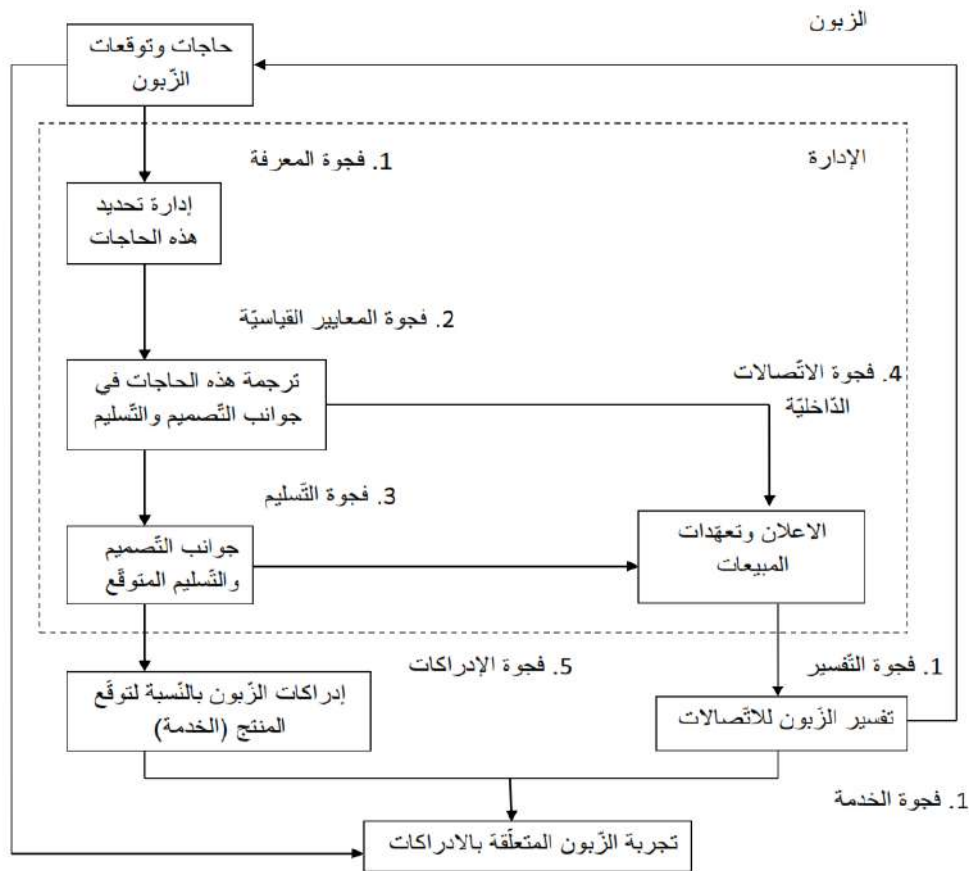 الزبون
حاجات وتوقعات
الزّبون
الإدارة
1. فجوة المعرفة
إدارة تحديد
هذه الحاجات
2. فجوة المعايير القياسيّة
ترجمة هذه الحاجات في
جوانب التّصميم والتّسليم
4. فجوة الاتّصالات
الدّاخليّة
3. فجوة التّسليم
جوانب التّصميم
والتّسليم المتوقّع
الاعلان وتعهّدات
المبيعات
5. فجوة الإدراكات
1. فجوة التّفسير
إدراكات الزّبون بالنّسبة لتوقّع
المنتج (الخدمة)
تفسير الزّبون للاتّصالات
1. فجوة الخدمة
تجربة الزّبون المتعلّقة بالادراكات